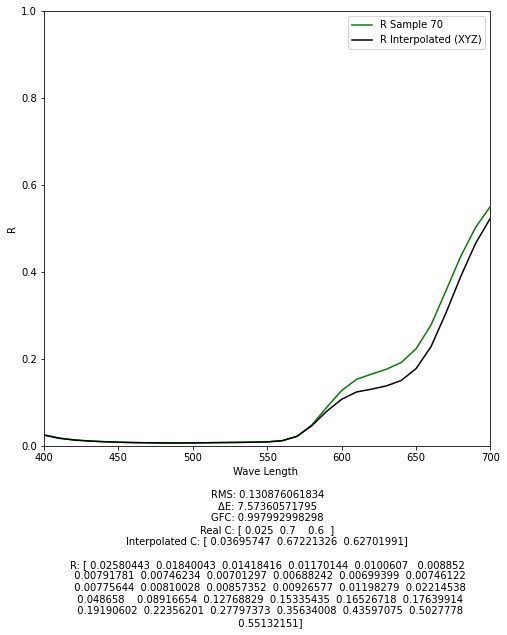 R Sample 70
R Interpolated (XYZ)
1.0
0.8
0.6
0.4
0.2
0.0
R
400 450 500 550 600 650 700
Wave Length
RMS: 0.130876061834
ΔE: 7.57360571795
GFC: 0.997992998298
Real C: [ 0.025 0.7 0.6 ]
Interpolated C: [ 0.03695747 0.67221326 0.62701991]
R: [ 0.02580443 0.01840043 0.01418416 0.01170144 0.0100607 0.008852
0.00791781 0.00746234 0.00701297 0.00688242 0.00699399 0.00746122
0.00775644 0.00810028 0.00857352 0.00926577 0.01198279 0.02214538
0.048658 0.08916654 0.12768829 0.15335435 0.16526718 0.17639914
0.19190602 0.22356201 0.27797373 0.35634008 0.43597075 0.5027778
0.55132151]